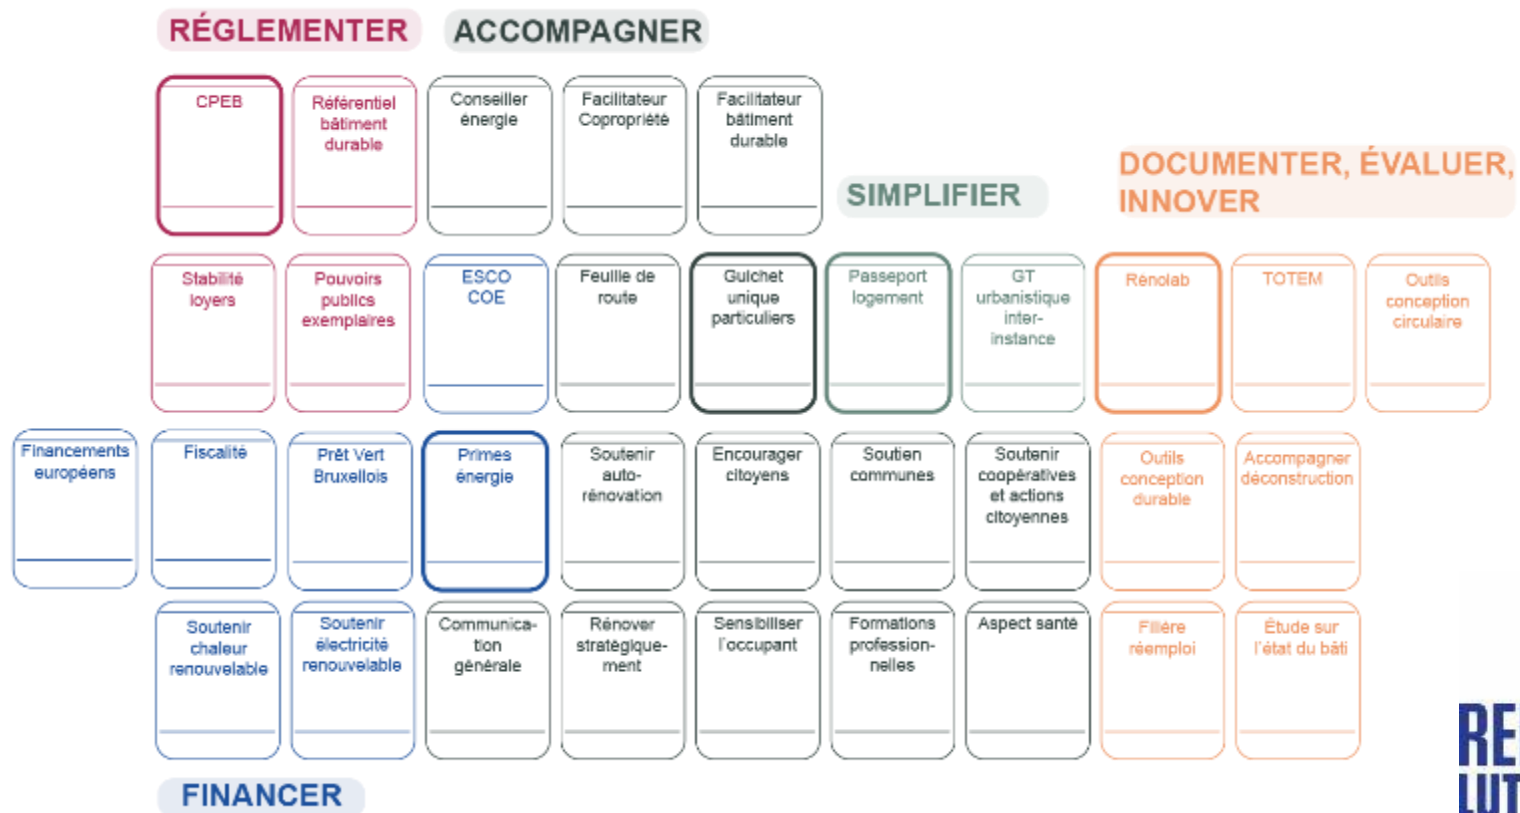 RÉGLEMENTER
ACCOMPAGNER
CPEB
Référentiel
bâtiment
durable
Conseiller
énergie
Facilitateur
Copropriété
Facilitateur
bâtiment
durable
SIMPLIFIER
DOCUMENTER, ÉVALUER,
INNOVER
Stabilité
loyers
Pouvoirs
publics
exemplaires
ESCO
COE
Feuille de
route
Guichet
unique
particuliers
Passeport
logement
GT
urbanistique
inter-
instance
Renolab
TOTEM
Outils
conception
circulaire
Financements
européens
Fiscalité
Prêt Vert
Bruxellois
Primes
énergie
Soutenir
auto-
rénovation
Encourager
citoyens
Soutien
communes
Soutenir
coopératives
et actions
citoyennes
Outils
conception
durable
Accompagner
déconstruction
Soutenir
chaleur
renouvelable
Soutenir
électricité
renouvelable
Communica-
tion
générale
Rénover
stratégique-
ment
Sensibiliser
l'occupant
Formations
profession-
nelles
Aspect santé
Filière
réemploi
Étude sur
l'état du bâti
FINANCER
RE
LUT